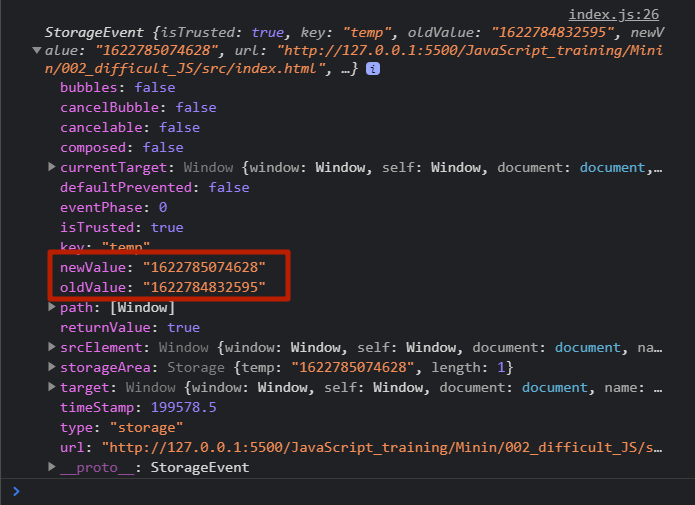 index.js:26
StorageEvent {isTrusted: true, key: "temp", oldValue: "1622784832595", newV
alue: "1622785074628", url: "http://127.0.0.1:5500/JavaScript_training/Minin
n/002_difficult_JS/src/index.html", …} i
bubbles: false
cancelBubble: false
cancelable: false
composed: false
currentTarget: Window {window: Window, self: Window, document: document,…
defaultPrevented: false
eventPhase: 0
isTrusted: true
key: "temp"
newValue: "1622785074628"
oldValue: "1622784832595"
path: [Window]
returnValue: true
srcElement: Window {window: Window, self: Window, document: document, na…
storageArea: Storage {temp: "1622785074628", length: 1}
target: Window {window: Window, self: Window, document: document, name: …
timeStamp: 199578.5
type: "storage"
url: "http://127.0.0.1:5500/JavaScript_training/Minin/002_difficult_JS/s…
__proto__: StorageEvent